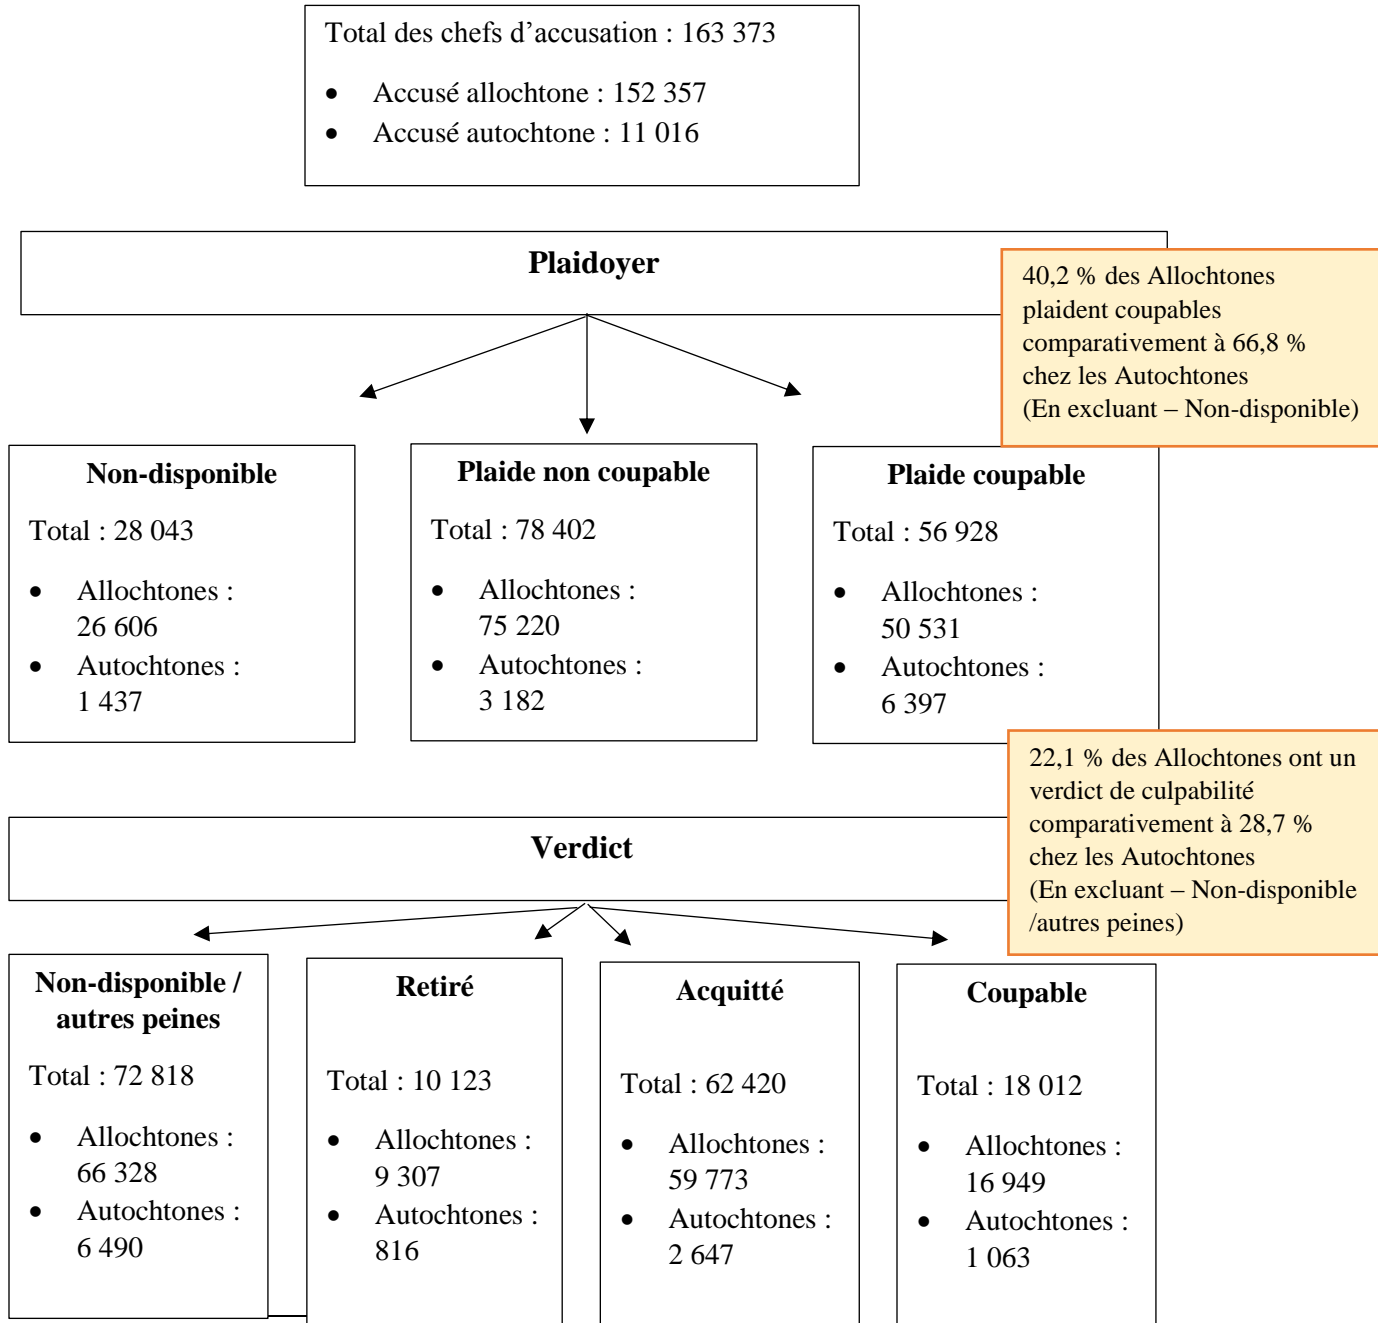 Total des chefs d’accusation : 163 373
• Accusé allochtone : 152 357
• Accusé autochtone : 11 016
Plaidoyer
40,2 % des Allochtones
plaident coupables
comparativement à 66,8 %
chez les Autochtones
(En excluant – Non-disponible)
Non-disponible
Total : 28 043
• Allochtones :
26 606
• Autochtones :
1 437
Plaide non coupable
Total : 78 402
• Allochtones :
75 220
• Autochtones :
3 182
Plaide coupable
Total : 56 928
• Allochtones :
50 531
• Autochtones :
6 397
22,1 % des Allochtones ont un
verdict de culpabilité
comparativement à 28,7 %
chez les Autochtones
(En excluant – Non-disponible
/autres peines)
Verdict
Non-disponible /
autres peines
Total : 72 818
• Allochtones :
66 328
• Autochtones :
6 490
Retiré
Total : 10 123
• Allochtones :
9 307
• Autochtones :
816
Acquitté
Total : 62 420
• Allochtones :
59 773
• Autochtones :
2 647
Coupable
Total : 18 012
• Allochtones :
16 949
• Autochtones :
1 063